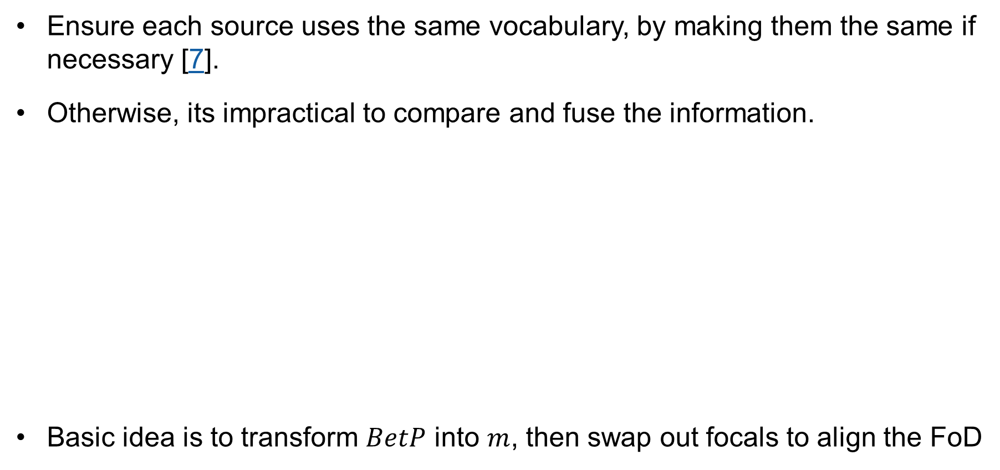 • Ensure each source uses the same vocabulary, by making them the same if
necessary [7].
• Otherwise, its impractical to compare and fuse the information.
• Basic idea is to transform BetP into m, then swap out focals to align the FoD